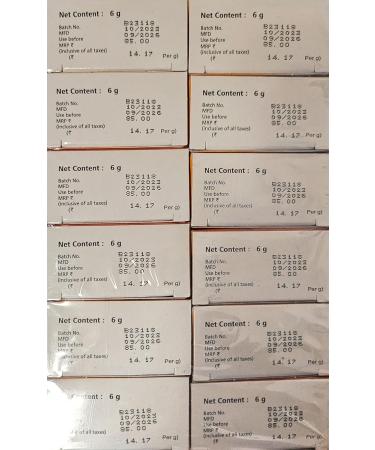 Net Content : 6 g
Batch No. B23118
MFD 10/2023
Use before 09/2026
MRP ₹ 85.00
(Inclusive of all taxes)
(₹ 14.17 Per g)
Net Content : 6 g
Batch No. B23118
MFD 10/2023
Use before 09/2026
MRP ₹ 85.00
(Inclusive of all taxes)
(₹ 14.17 Per g)
Net Content : 6 g
Batch No. B23118
MFD 10/2023
Use before 09/2026
MRP ₹ 85.00
(Inclusive of all taxes)
(₹ 14.17 Per g)
Net Content : 6 g
Batch No. B23118
MFD 10/2023
Use before 09/2026
MRP ₹ 85.00
(Inclusive of all taxes)
(₹ 14.17 Per g)
Net Content : 6 g
Batch No. B23118
MFD 10/2023
Use before 09/2026
MRP ₹ 85.00
(Inclusive of all taxes)
(₹ 14.17 Per g)
Net Content : 6 g
Batch No. B23118
MFD 10/2023
Use before 09/2026
MRP ₹ 85.00
(Inclusive of all taxes)
(₹ 14.17 Per g)
Net Content : 6 g
Batch No. B23118
MFD 10/2023
Use before 09/2026
MRP ₹ 85.00
(Inclusive of all taxes)
(₹ 14.17 Per g)
Net Content : 6 g
Batch No. B23118
MFD 10/2023
Use before 09/2026
MRP ₹ 85.00
(Inclusive of all taxes)
(₹ 14.17 Per g)
Net Content : 6 g
Batch No. B23118
MFD 10/2023
Use before 09/2026
MRP ₹ 85.00
(Inclusive of all taxes)
(₹ 14.17 Per g)
Net Content : 6 g
Batch No. B23118
MFD 10/2023
Use before 09/2026
MRP ₹ 85.00
(Inclusive of all taxes)
(₹ 14.17 Per g)
Net Content : 6 g
Batch No. B23118
MFD 10/2023
Use before 09/2026
MRP ₹ 85.00
(Inclusive of all taxes)
(₹ 14.17 Per g)
Net Content : 6 g
Batch No. B23118
MFD 10/2023
Use before 09/2026
MRP ₹ 85.00
(Inclusive of all taxes)
(₹ 14.17 Per g)